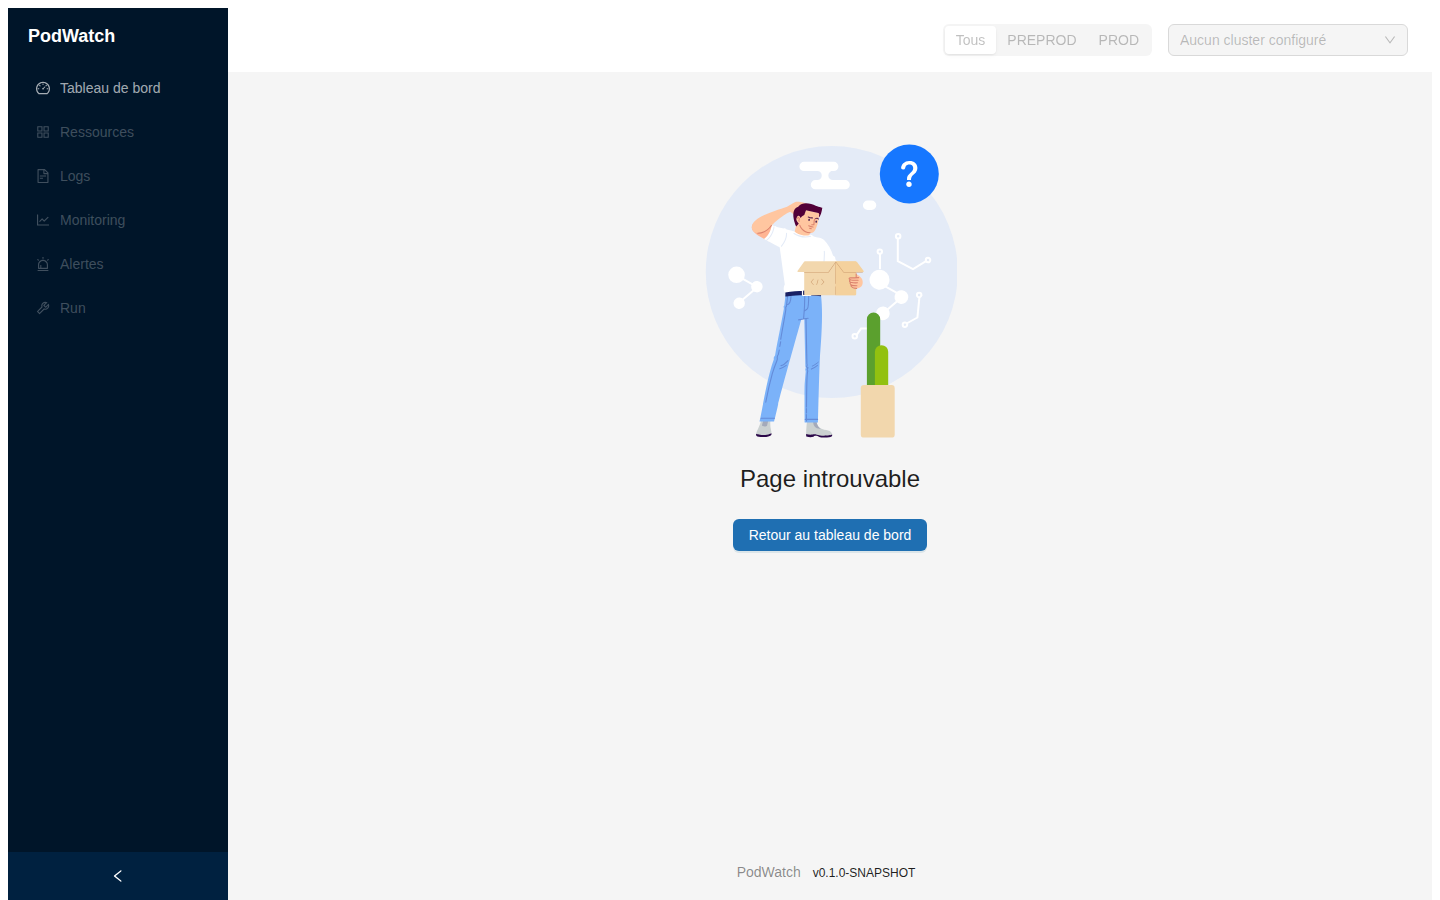 PodWatch
Tous PREPROD PROD
Aucun cluster configuré
Tableau de bord
Ressources
Logs
Monitoring
Alertes
Run
?
Page introuvable
Retour au tableau de bord
PodWatch v0.1.0-SNAPSHOT